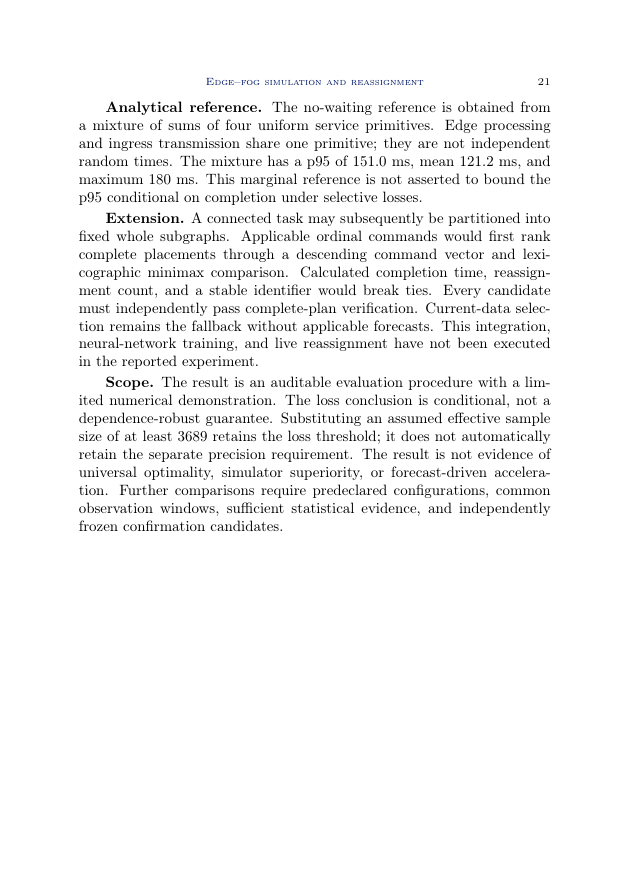 Edge–fog simulation and reassignment 21
Analytical reference. The no-waiting reference is obtained from
a mixture of sums of four uniform service primitives. Edge processing
and ingress transmission share one primitive; they are not independent
random times. The mixture has a p95 of 151.0 ms, mean 121.2 ms, and
maximum 180 ms. This marginal reference is not asserted to bound the
p95 conditional on completion under selective losses.
Extension. A connected task may subsequently be partitioned into
fixed whole subgraphs. Applicable ordinal commands would first rank
complete placements through a descending command vector and lexi-
cographic minimax comparison. Calculated completion time, reassign-
ment count, and a stable identifier would break ties. Every candidate
must independently pass complete-plan verification. Current-data selec-
tion remains the fallback without applicable forecasts. This integration,
neural-network training, and live reassignment have not been executed
in the reported experiment.
Scope. The result is an auditable evaluation procedure with a lim-
ited numerical demonstration. The loss conclusion is conditional, not a
dependence-robust guarantee. Substituting an assumed effective sample
size of at least 3689 retains the loss threshold; it does not automatically
retain the separate precision requirement. The result is not evidence of
universal optimality, simulator superiority, or forecast-driven accelera-
tion. Further comparisons require predeclared configurations, common
observation windows, sufficient statistical evidence, and independently
frozen confirmation candidates.